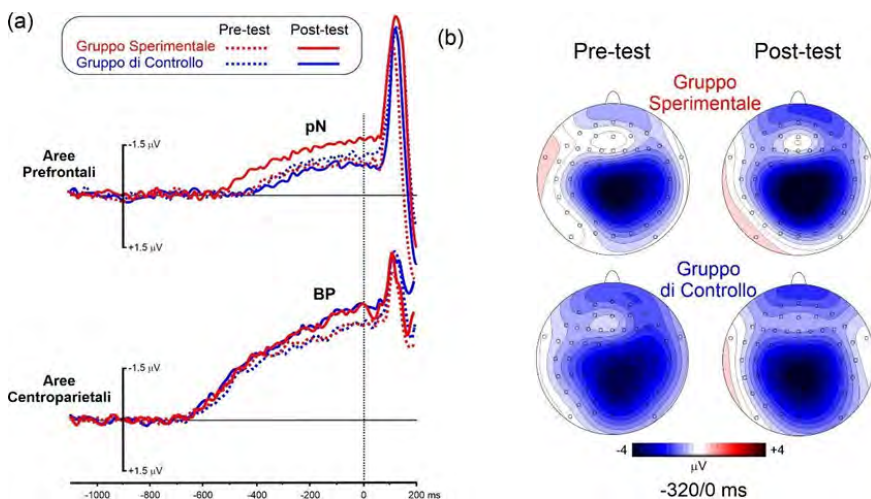 (a)
Pre-test Post-test
Gruppo Sperimentale
Gruppo di Controllo
pN
Aree
Prefrontali
-1.5 µV
+1.5 µV
BP
Aree
Centroparietali
-1.5 µV
+1.5 µV
-1000 -800 -600 -400 -200 0 200 ms
(b)
Pre-test Post-test
Gruppo
Sperimentale
Gruppo
di Controllo
-4 +4
µV
-320/0 ms